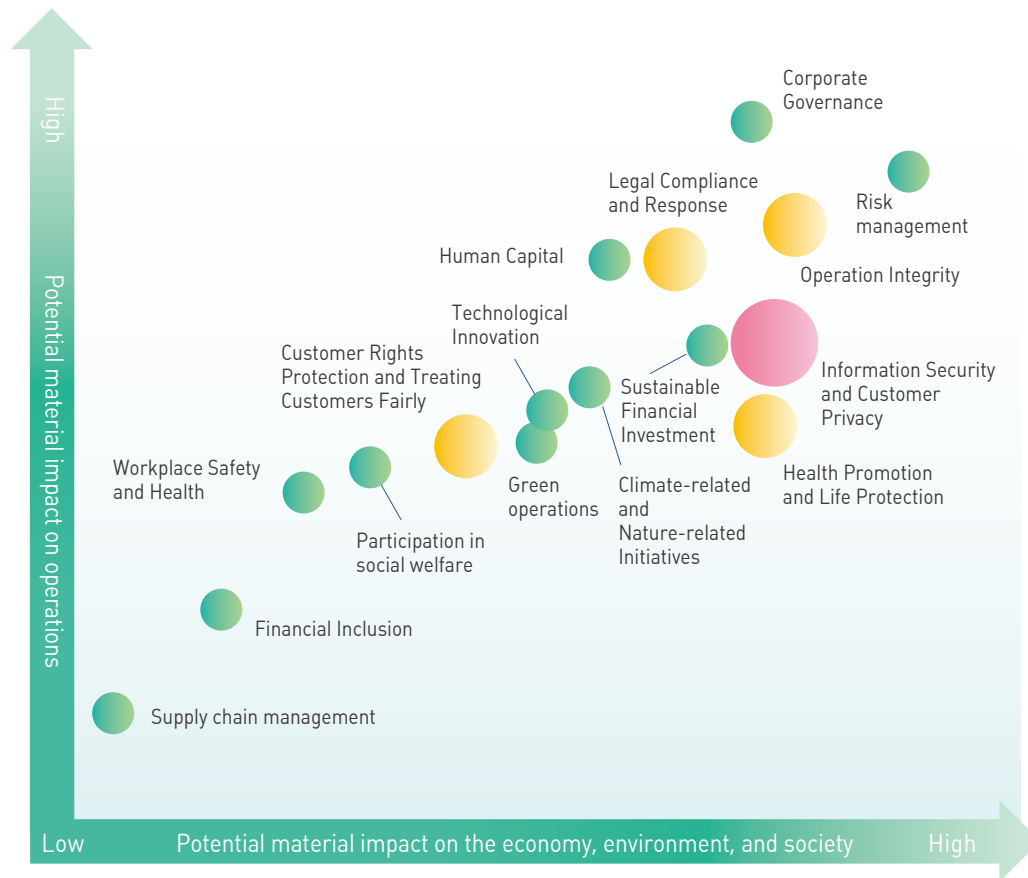 Corporate
Governance
High
Legal Compliance
and Response
Risk
management
Human Capital
Operation Integrity
Potential material impact on operations
Technological
Innovation
Customer Rights
Protection and Treating
Customers Fairly
Information Security
and Customer
Privacy
Sustainable
Financial
Investment
Workplace Safety
and Health
Health Promotion
and Life Protection
Green
operations
Climate-related
and
Nature-related
Initiatives
Participation in
social welfare
Financial Inclusion
Supply chain management
Low
Potential material impact on the economy, environment, and society
High